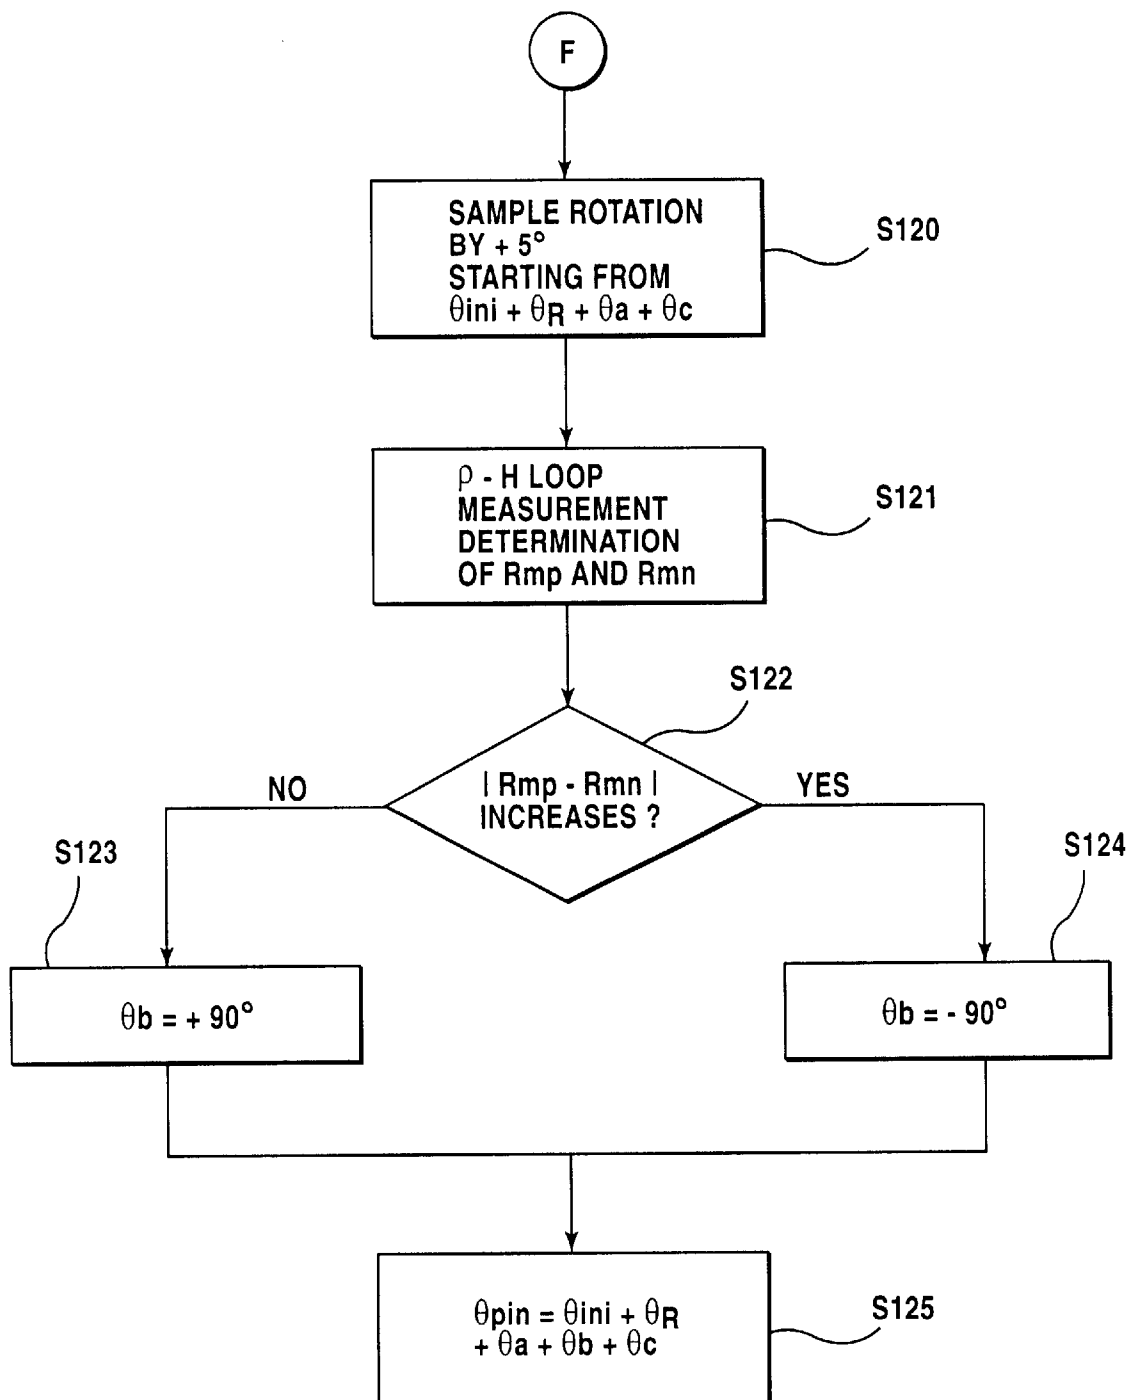 F
SAMPLE ROTATION
BY + 5°
STARTING FROM
θini + θR + θa + θc
S120
ρ - H LOOP
MEASUREMENT
DETERMINATION
OF Rmp AND Rmn
S121
S122
| Rmp - Rmn |
INCREASES ?
NO
YES
S123
S124
θb = + 90°
θb = - 90°
θpin = θini + θR
+ θa + θb + θc
S125